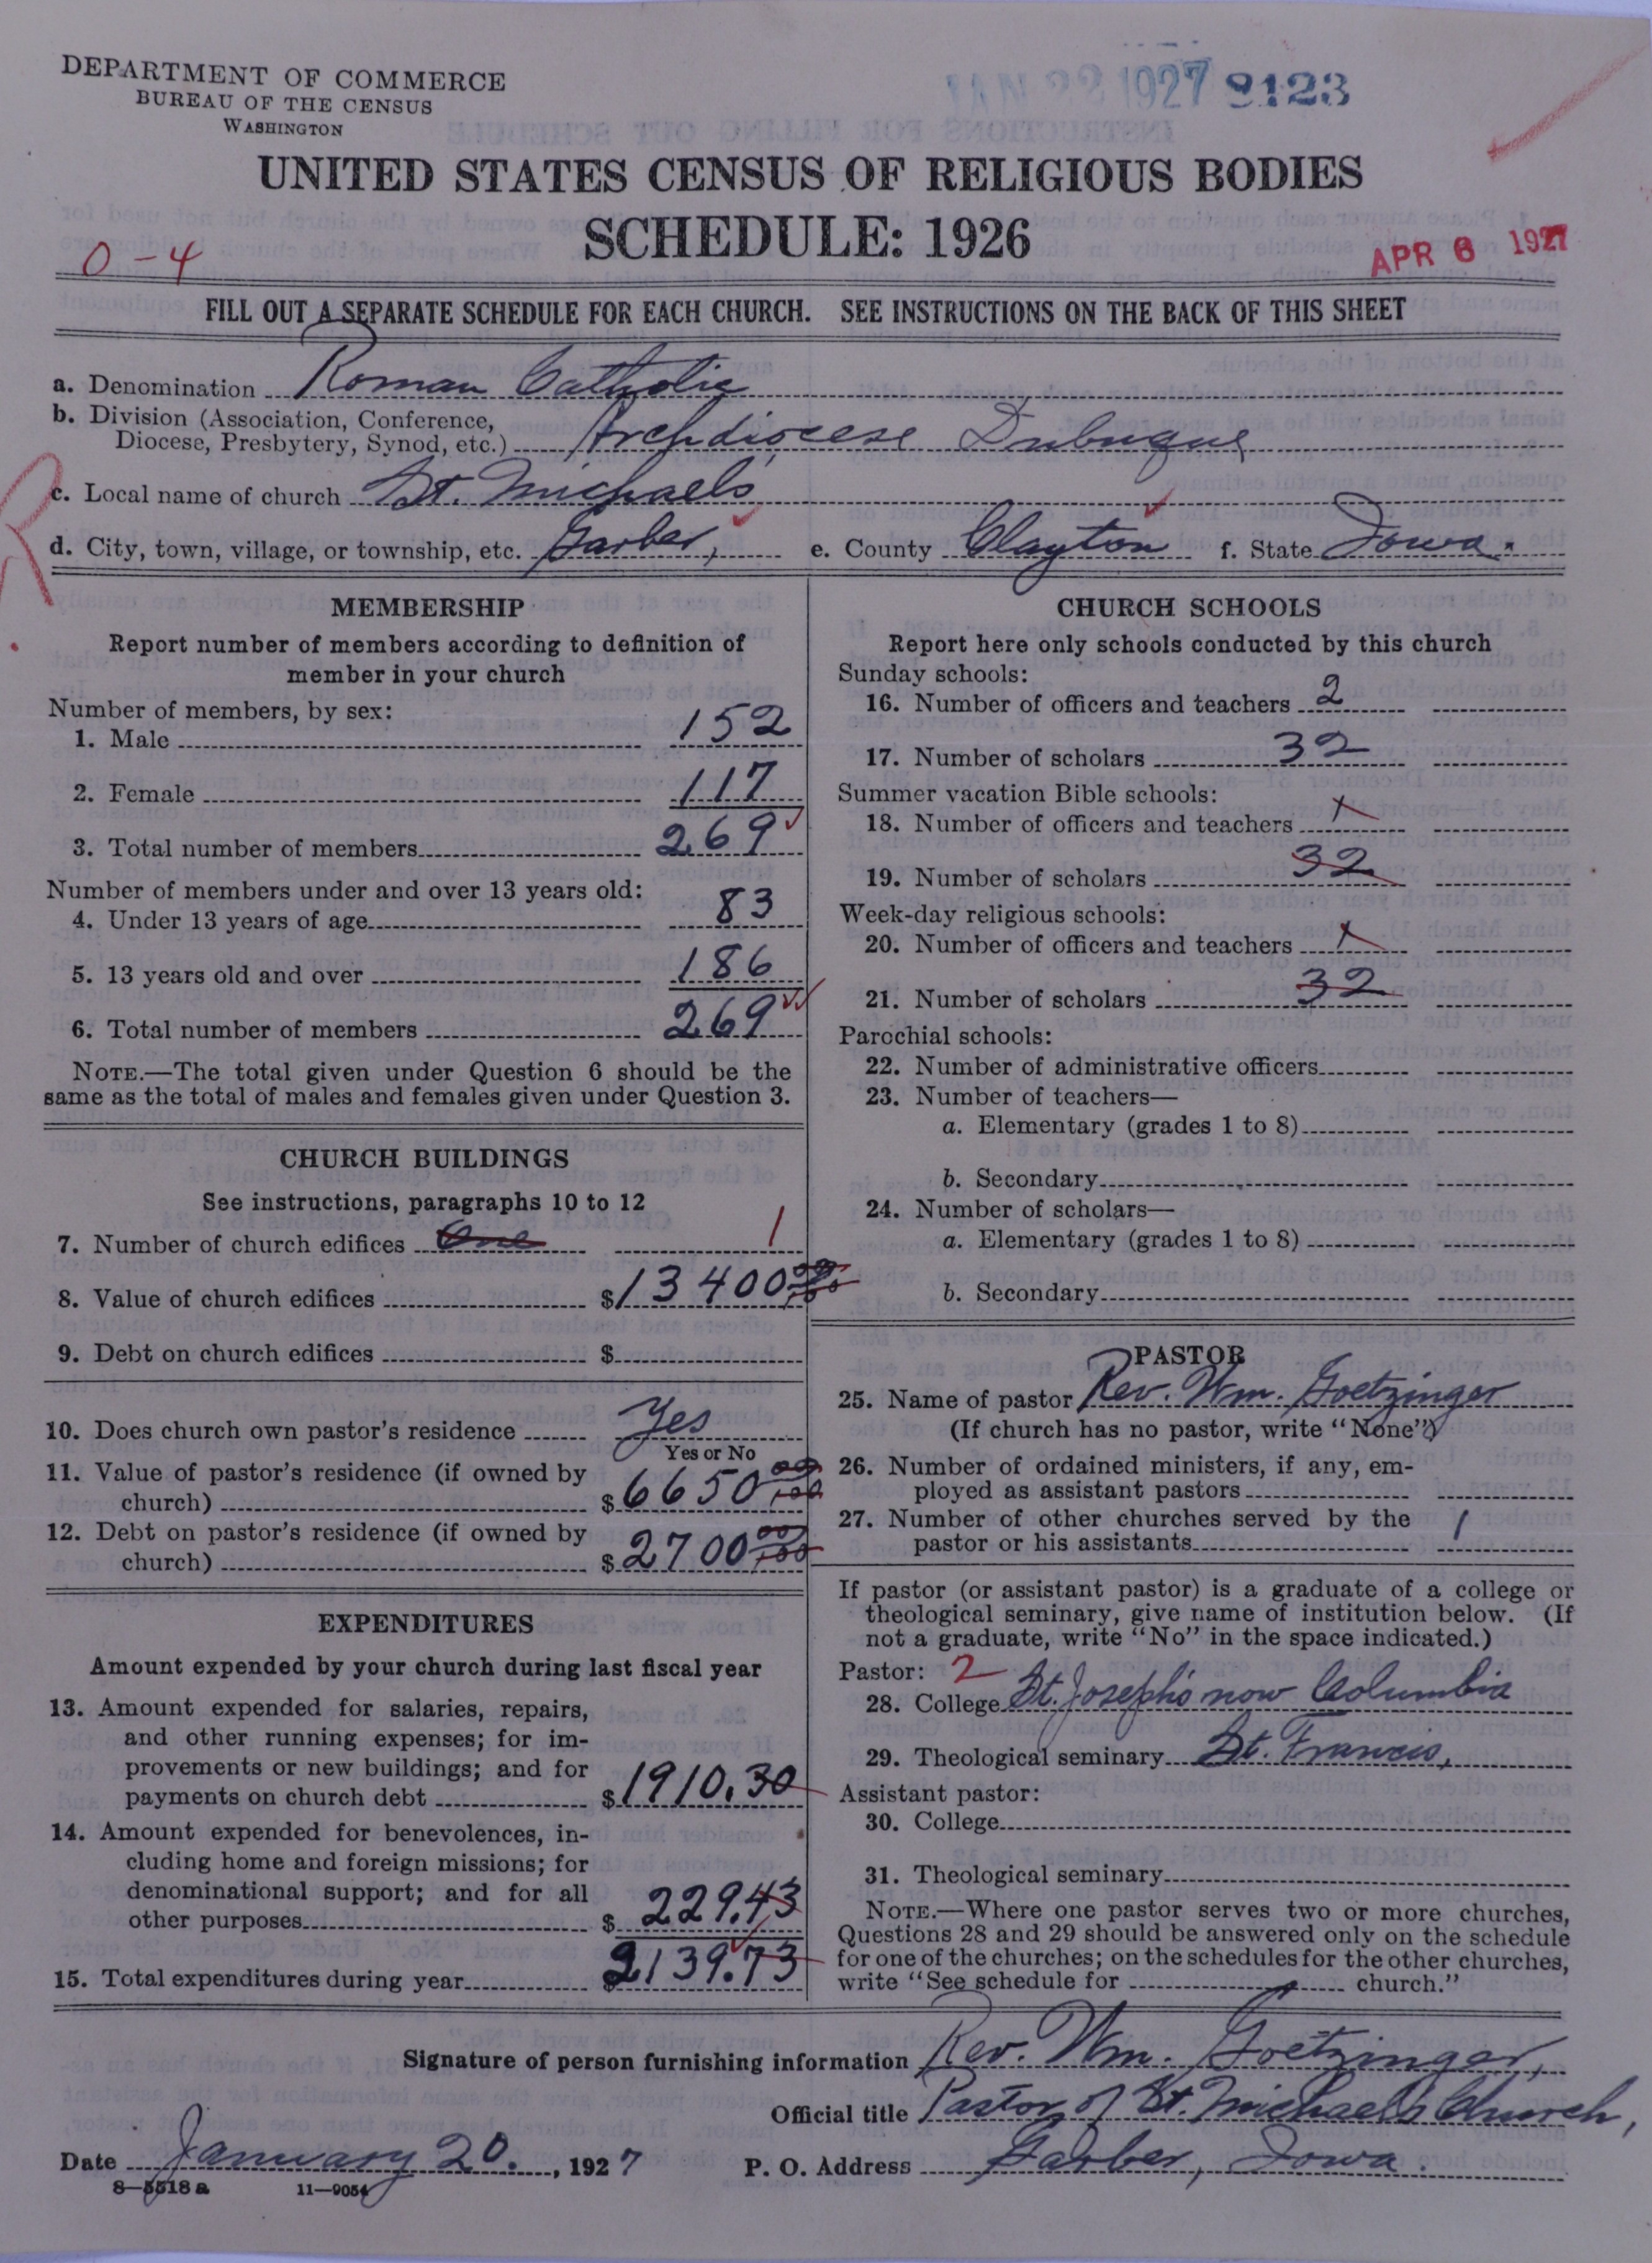 DEPARTMENT OF COMMERCE
BUREAU OF THE CENSUS
WASHINGTON
JAN 22 1927 9123
UNITED STATES CENSUS OF RELIGIOUS BODIES
SCHEDULE: 1926
0-4
APR 6 1927
FILL OUT A SEPARATE SCHEDULE FOR EACH CHURCH. SEE INSTRUCTIONS ON THE BACK OF THIS SHEET
a. Denomination Roman Catholic
b. Division (Association, Conference,
Diocese, Presbytery, Synod, etc.) Archdiocese Dubuque
R
c. Local name of church St. Michael's
d. City, town, village, or township, etc. Garber, e. County Clayton f. State Iowa.
MEMBERSHIP
Report number of members according to definition of
member in your church
Number of members, by sex:
1. Male 152
2. Female 117
3. Total number of members 269
Number of members under and over 13 years old:
4. Under 13 years of age 83
5. 13 years old and over 186
6. Total number of members 269
NOTE.—The total given under Question 6 should be the
same as the total of males and females given under Question 3.
CHURCH BUILDINGS
See instructions, paragraphs 10 to 12
7. Number of church edifices One 1
8. Value of church edifices $13400 00/100
9. Debt on church edifices $
10. Does church own pastor's residence Yes
Yes or No
11. Value of pastor's residence (if owned by
church) $6650 00/100
12. Debt on pastor's residence (if owned by
church) $2700 00/100
EXPENDITURES
Amount expended by your church during last fiscal year
13. Amount expended for salaries, repairs,
and other running expenses; for im-
provements or new buildings; and for
payments on church debt $1910.30
14. Amount expended for benevolences, in-
cluding home and foreign missions; for
denominational support; and for all
other purposes $229.43
15. Total expenditures during year $2139.73
CHURCH SCHOOLS
Report here only schools conducted by this church
Sunday schools:
16. Number of officers and teachers 2
17. Number of scholars 32
Summer vacation Bible schools:
18. Number of officers and teachers x
19. Number of scholars 32
Week-day religious schools:
20. Number of officers and teachers x
21. Number of scholars 32
Parochial schools:
22. Number of administrative officers
23. Number of teachers—
a. Elementary (grades 1 to 8)
b. Secondary
24. Number of scholars—
a. Elementary (grades 1 to 8)
b. Secondary
PASTOR
25. Name of pastor Rev. Wm. Goetzinger
(If church has no pastor, write "None")
26. Number of ordained ministers, if any, em-
ployed as assistant pastors
27. Number of other churches served by the
pastor or his assistants 1
If pastor (or assistant pastor) is a graduate of a college or
theological seminary, give name of institution below. (If
not a graduate, write "No" in the space indicated.)
Pastor: 2
28. College St. Joseph's now Columbia
29. Theological seminary St. Francis,
Assistant pastor:
30. College
31. Theological seminary
NOTE.—Where one pastor serves two or more churches,
Questions 28 and 29 should be answered only on the schedule
for one of the churches; on the schedules for the other churches,
write "See schedule for church."
Signature of person furnishing information Rev. Wm. Goetzinger,
Official title Pastor of St. Michael's Church,
Date January 20., 1927 P. O. Address Garber, Iowa.
8—5518a 11—9054